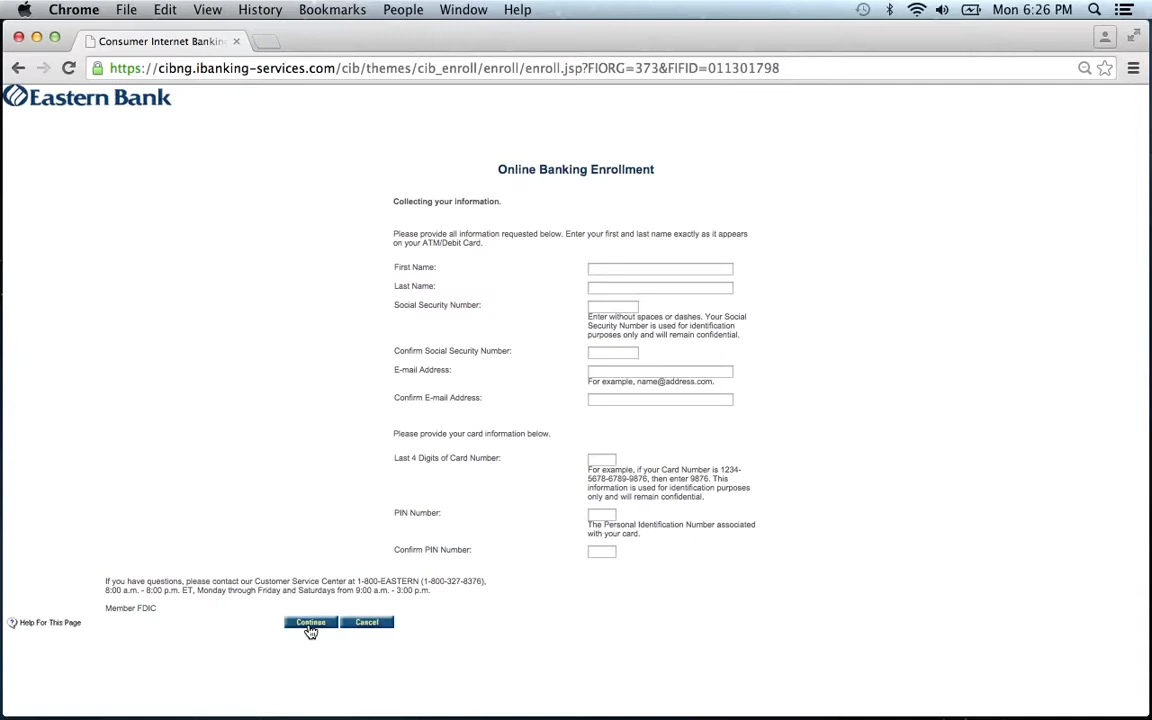 Chrome File Edit View History Bookmarks People Window Help Mon 6:26 PM
Consumer Internet Bankin
https://cibng.ibanking-services.com/cib/themes/cib_enroll/enroll/enroll.jsp?FIORG=373&FIFID=011301798
Eastern Bank
Online Banking Enrollment
Collecting your information.
Please provide all information requested below. Enter your first and last name exactly as it appears
on your ATM/Debit Card.
First Name:
Last Name:
Social Security Number:
Enter without spaces or dashes. Your Social
Security Number is used for identification
purposes only and will remain confidential.
Confirm Social Security Number:
E-mail Address:
For example, name@address.com.
Confirm E-mail Address:
Please provide your card information below.
Last 4 Digits of Card Number:
For example, if your Card Number is 1234-
5678-6789-9876, then enter 9876. This
information is used for identification purposes
only and will remain confidential.
PIN Number:
The Personal Identification Number associated
with your card.
Confirm PIN Number:
If you have questions, please contact our Customer Service Center at 1-800-EASTERN (1-800-327-8376),
8:00 a.m. - 8:00 p.m. ET, Monday through Friday and Saturdays from 9:00 a.m. - 3:00 p.m.
Member FDIC
? Help For This Page
Continue Cancel